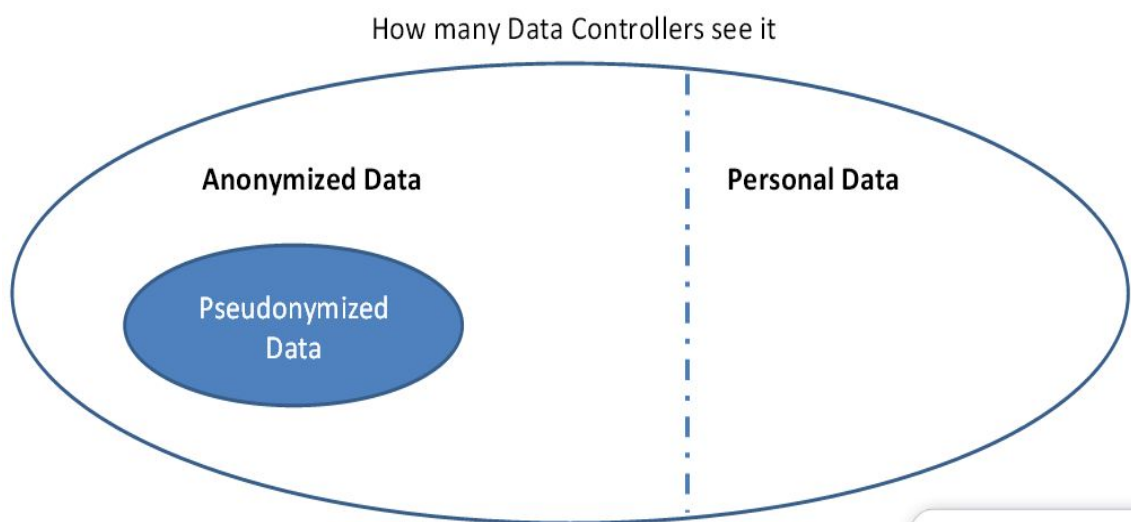 How many Data Controllers see it
Anonymized Data
Personal Data
Pseudonymized
Data